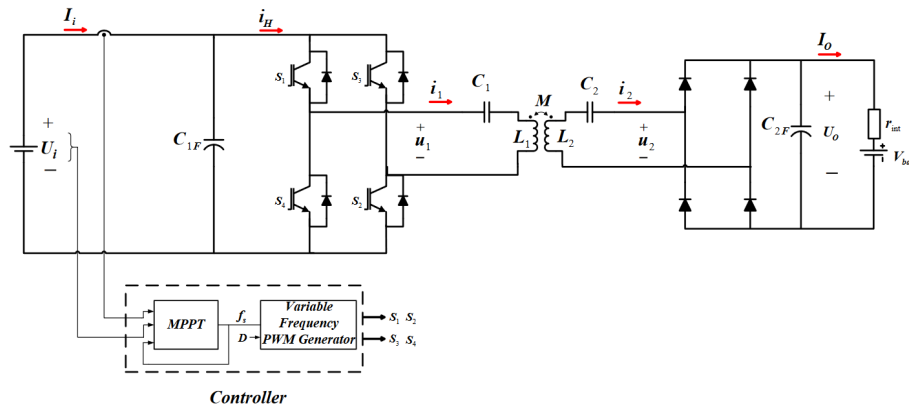 I_i
i_H
I_o
S_1
S_3
i_1
C_1
C_2
i_2
M
+
U_i
−
C_1F
+
u_1
−
L_1
L_2
+
u_2
−
C_2F
+
U_o
−
r_int
+
S_4
S_2
MPPT
f_s
D
Variable
Frequency
PWM Generator
S_1 S_2
S_3 S_4
Controller